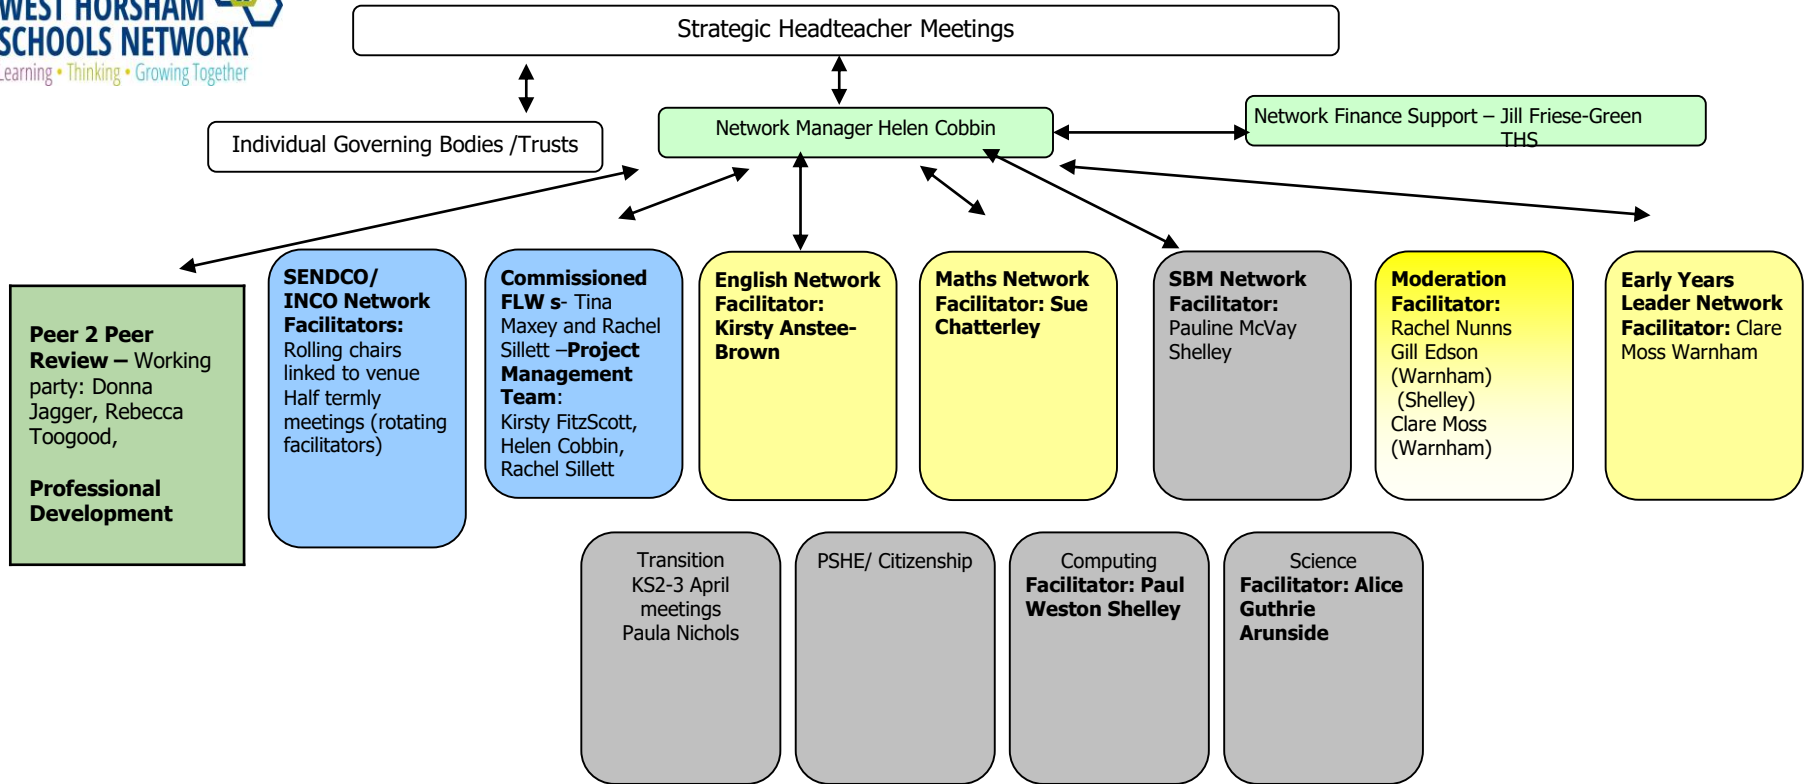 WEST HORSHAM
SCHOOLS NETWORK
Learning • Thinking • Growing Together
Strategic Headteacher Meetings
Individual Governing Bodies /Trusts
Network Manager Helen Cobbin
Network Finance Support – Jill Friese-Green
THS
Peer 2 Peer
Review – Working
party: Donna
Jagger, Rebecca
Toogood,
Professional
Development
SENDCO/
INCO Network
Facilitators:
Rolling chairs
linked to venue
Half termly
meetings (rotating
facilitators)
Commissioned
FLW s- Tina
Maxey and Rachel
Sillett –Project
Management
Team:
Kirsty FitzScott,
Helen Cobbin,
Rachel Sillett
English Network
Facilitator:
Kirsty Anstee-
Brown
Maths Network
Facilitator: Sue
Chatterley
SBM Network
Facilitator:
Pauline McVay
Shelley
Moderation
Facilitator:
Rachel Nunns
Gill Edson
(Warnham)
(Shelley)
Clare Moss
(Warnham)
Early Years
Leader Network
Facilitator: Clare
Moss Warnham
Transition
KS2-3 April
meetings
Paula Nichols
PSHE/ Citizenship
Computing
Facilitator: Paul
Weston Shelley
Science
Facilitator: Alice
Guthrie
Arunside